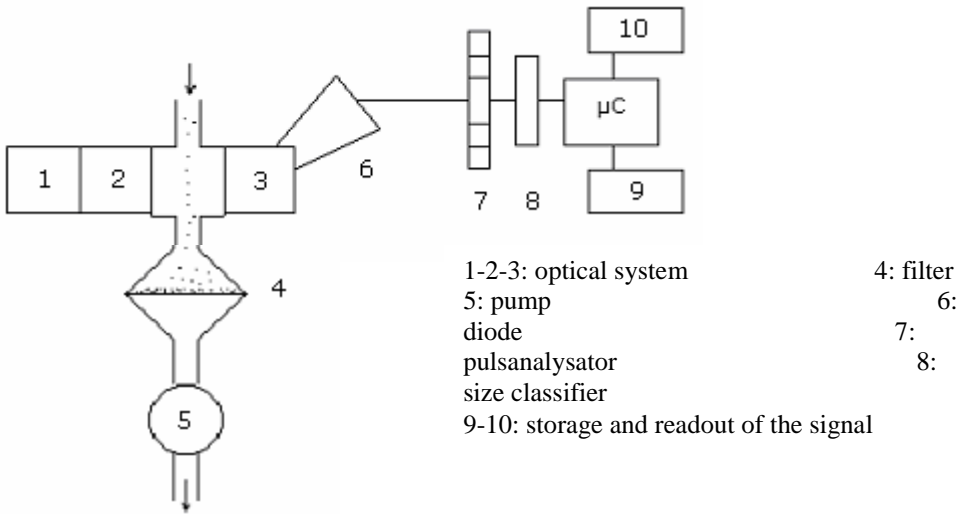 10
µC
1
2
3
6
7
8
9
4
5
1-2-3: optical system 4: filter
5: pump 6:
diode 7:
pulsanalysator 8:
size classifier
9-10: storage and readout of the signal